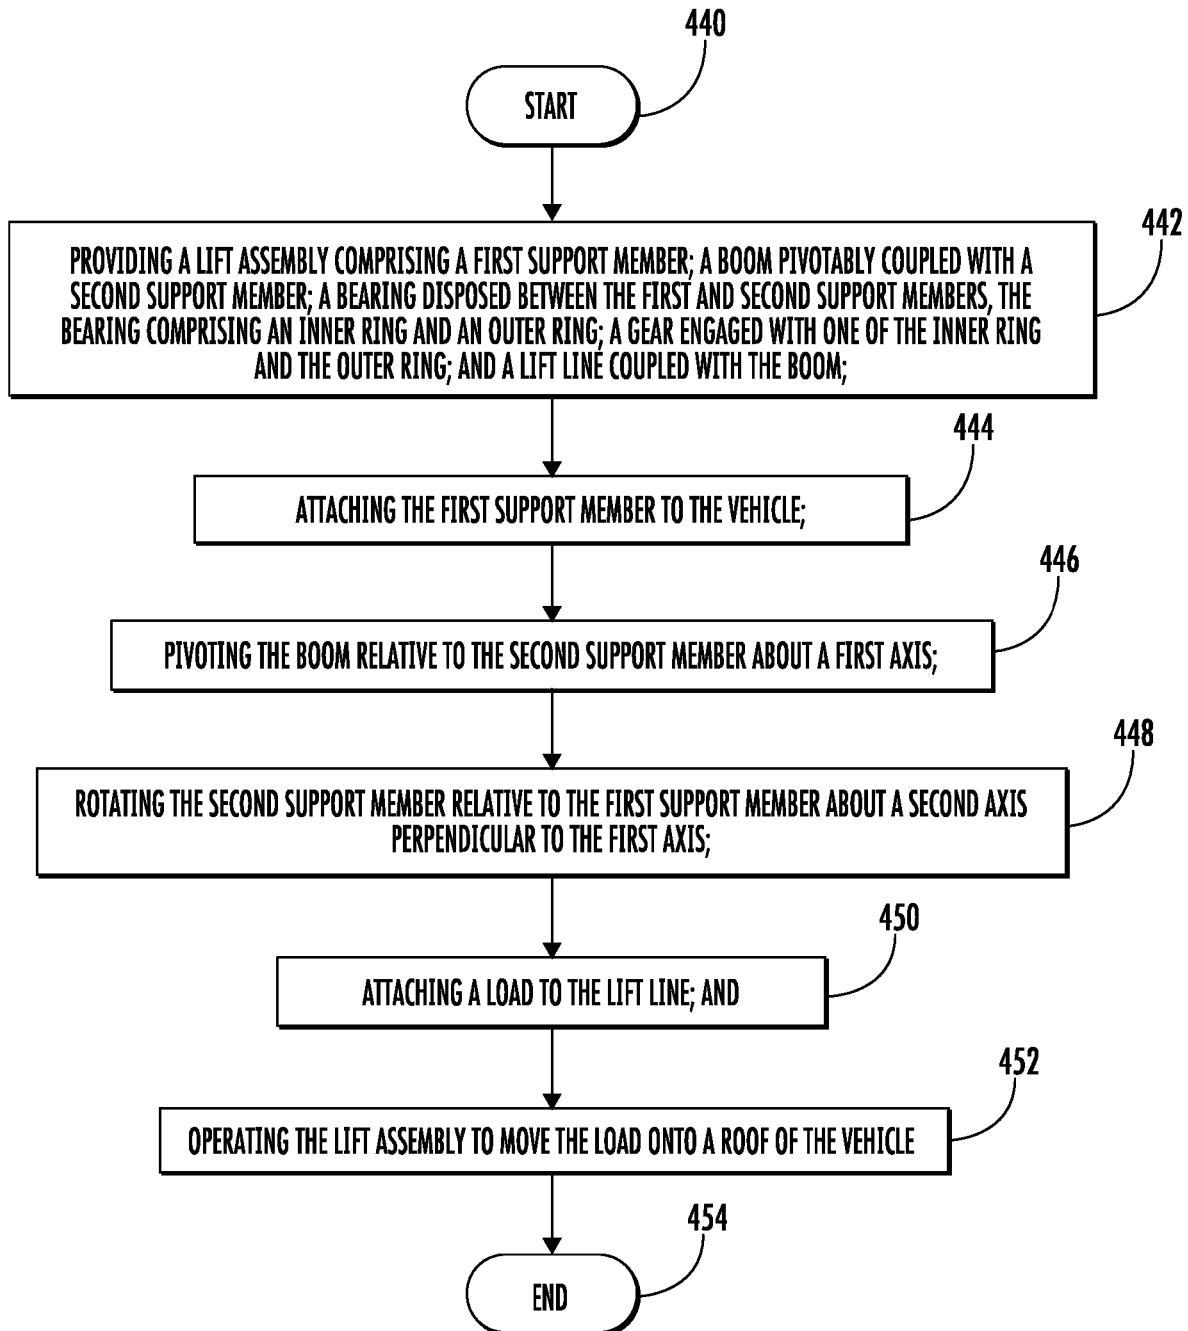 440
START
442
PROVIDING A LIFT ASSEMBLY COMPRISING A FIRST SUPPORT MEMBER; A BOOM PIVOTABLY COUPLED WITH A
SECOND SUPPORT MEMBER; A BEARING DISPOSED BETWEEN THE FIRST AND SECOND SUPPORT MEMBERS, THE
BEARING COMPRISING AN INNER RING AND AN OUTER RING; A GEAR ENGAGED WITH ONE OF THE INNER RING
AND THE OUTER RING; AND A LIFT LINE COUPLED WITH THE BOOM;
444
ATTACHING THE FIRST SUPPORT MEMBER TO THE VEHICLE;
446
PIVOTING THE BOOM RELATIVE TO THE SECOND SUPPORT MEMBER ABOUT A FIRST AXIS;
448
ROTATING THE SECOND SUPPORT MEMBER RELATIVE TO THE FIRST SUPPORT MEMBER ABOUT A SECOND AXIS
PERPENDICULAR TO THE FIRST AXIS;
450
ATTACHING A LOAD TO THE LIFT LINE; AND
452
OPERATING THE LIFT ASSEMBLY TO MOVE THE LOAD ONTO A ROOF OF THE VEHICLE
454
END